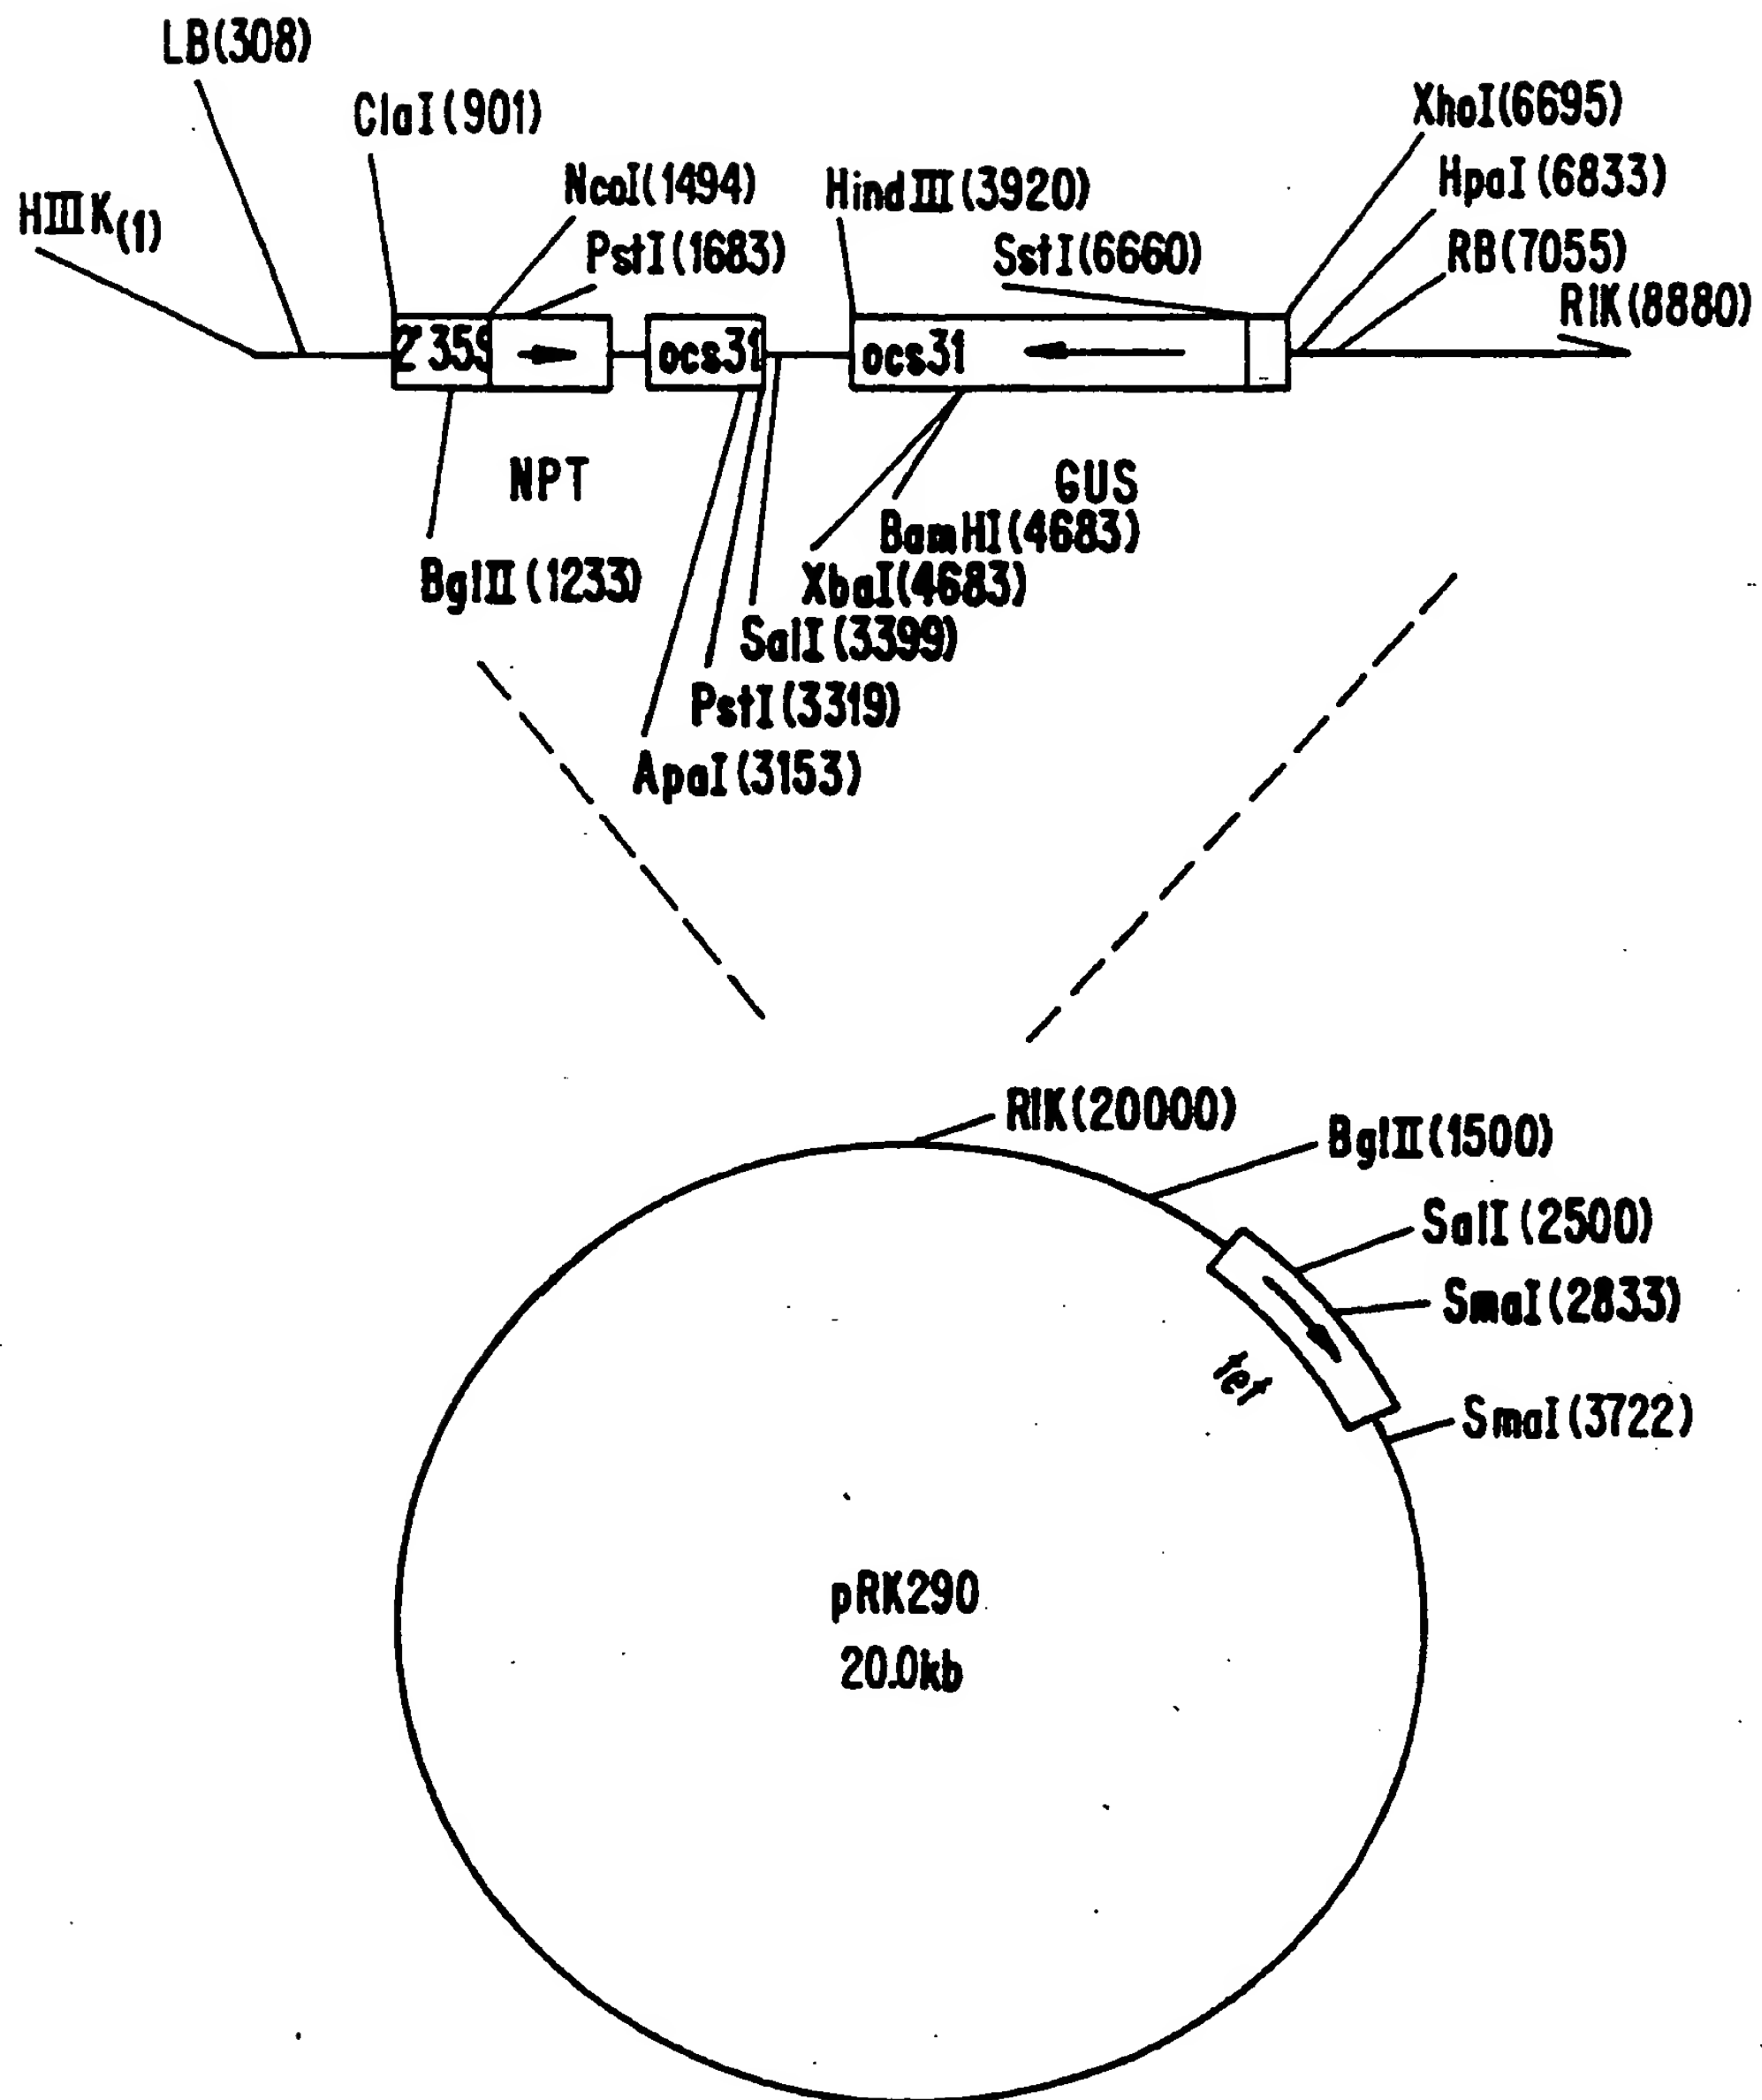 LB(308)
ClaI(901)
XhoI(6695)
NcoI(1494)
HindIII(3920)
HpaI(6833)
HIIIK(1)
PstI(1683)
SstI(6660)
RB(7055)
RIK(8880)
2'35S
ocs31
ocs31
NPT
GUS
BglII(1233)
BamHI(4683)
XbaI(4683)
SalI(3399)
PstI(3319)
ApaI(3153)
RIK(20000)
BglII(1500)
SalI(2500)
SmaI(2833)
tet
SmaI(3722)
pRK290
20.0kb